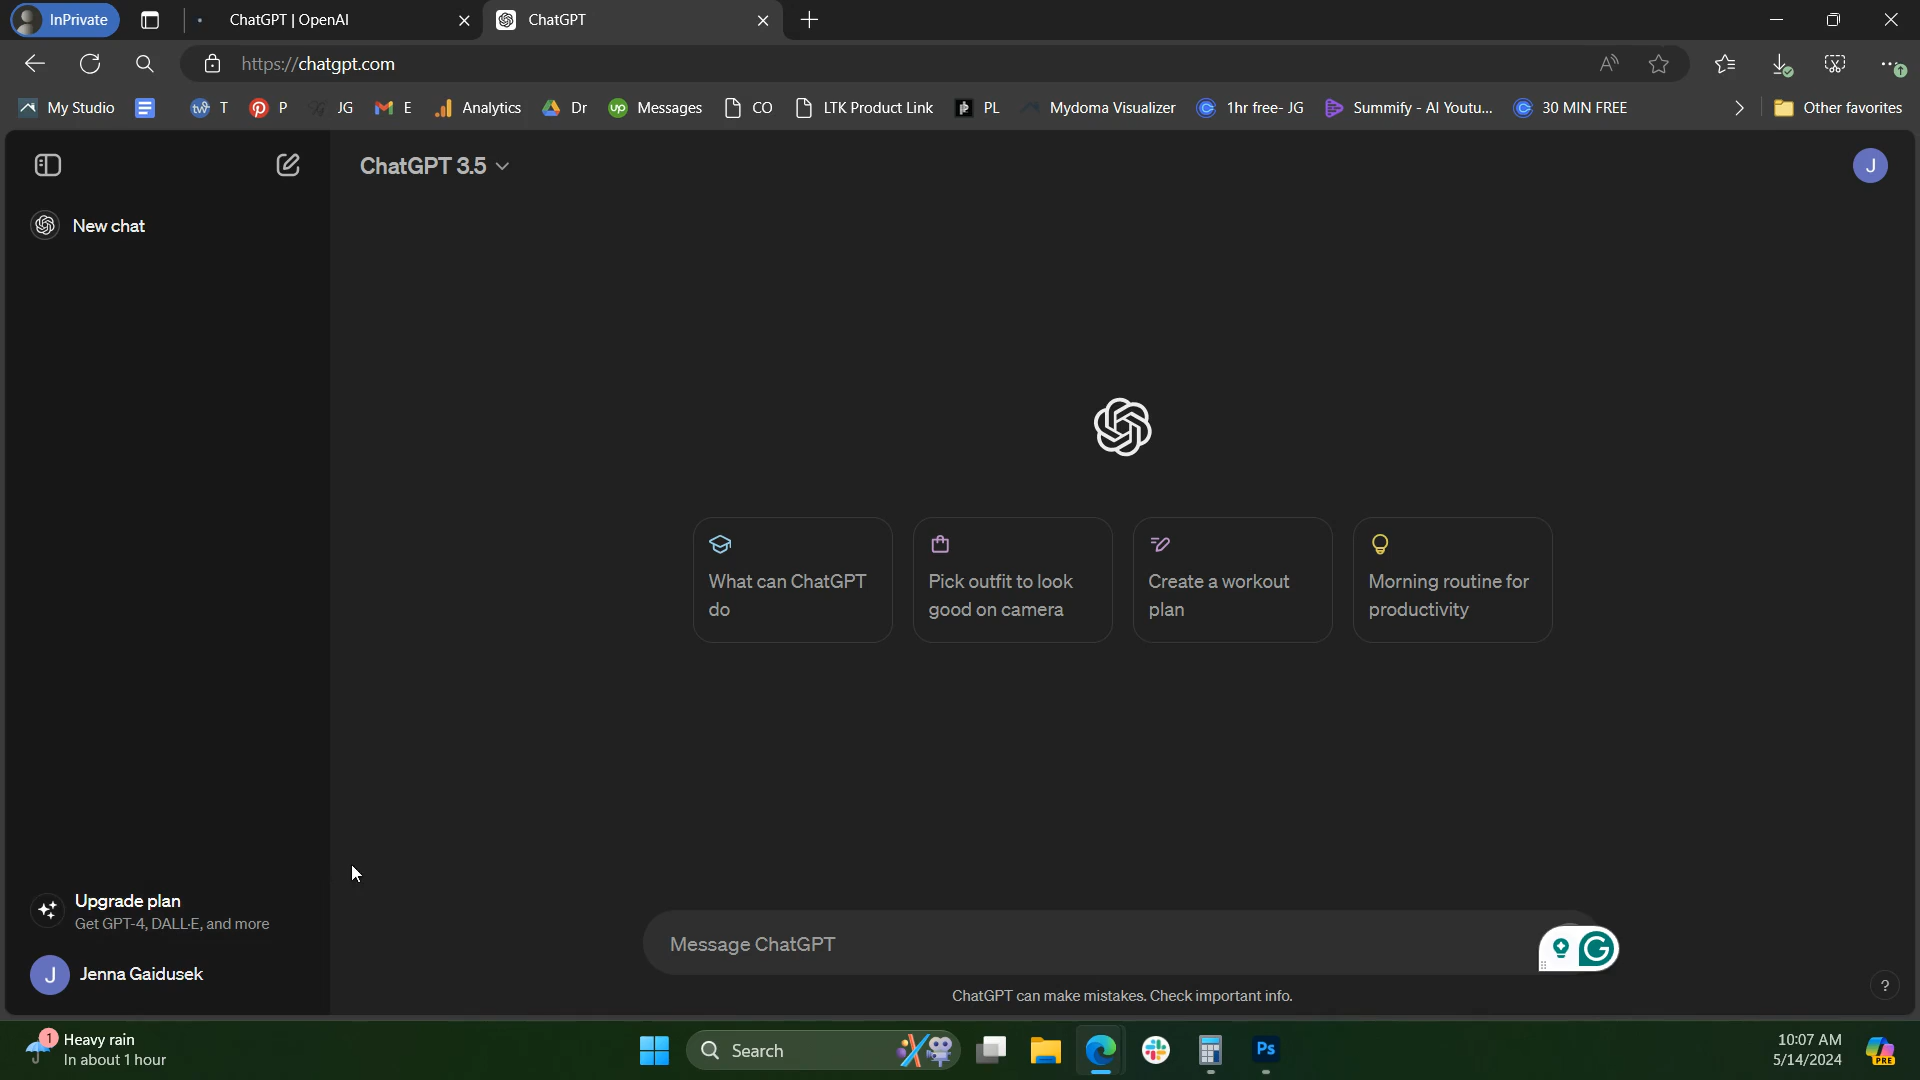 InPrivate
ChatGPT | OpenAI
ChatGPT
https://chatgpt.com
My Studio
T
P
JG
E
Analytics
Dr
Messages
CO
LTK Product Link
PL
Mydoma Visualizer
1hr free- JG
Summify - AI Youtu...
30 MIN FREE
Other favorites
ChatGPT 3.5
J
New chat
What can ChatGPT
do
Pick outfit to look
good on camera
Create a workout
plan
Morning routine for
productivity
Upgrade plan
Get GPT-4, DALL·E, and more
J
Jenna Gaidusek
Message ChatGPT
ChatGPT can make mistakes. Check important info.
?
1
Heavy rain
In about 1 hour
Search
Ps
10:07 AM
5/14/2024
PRE